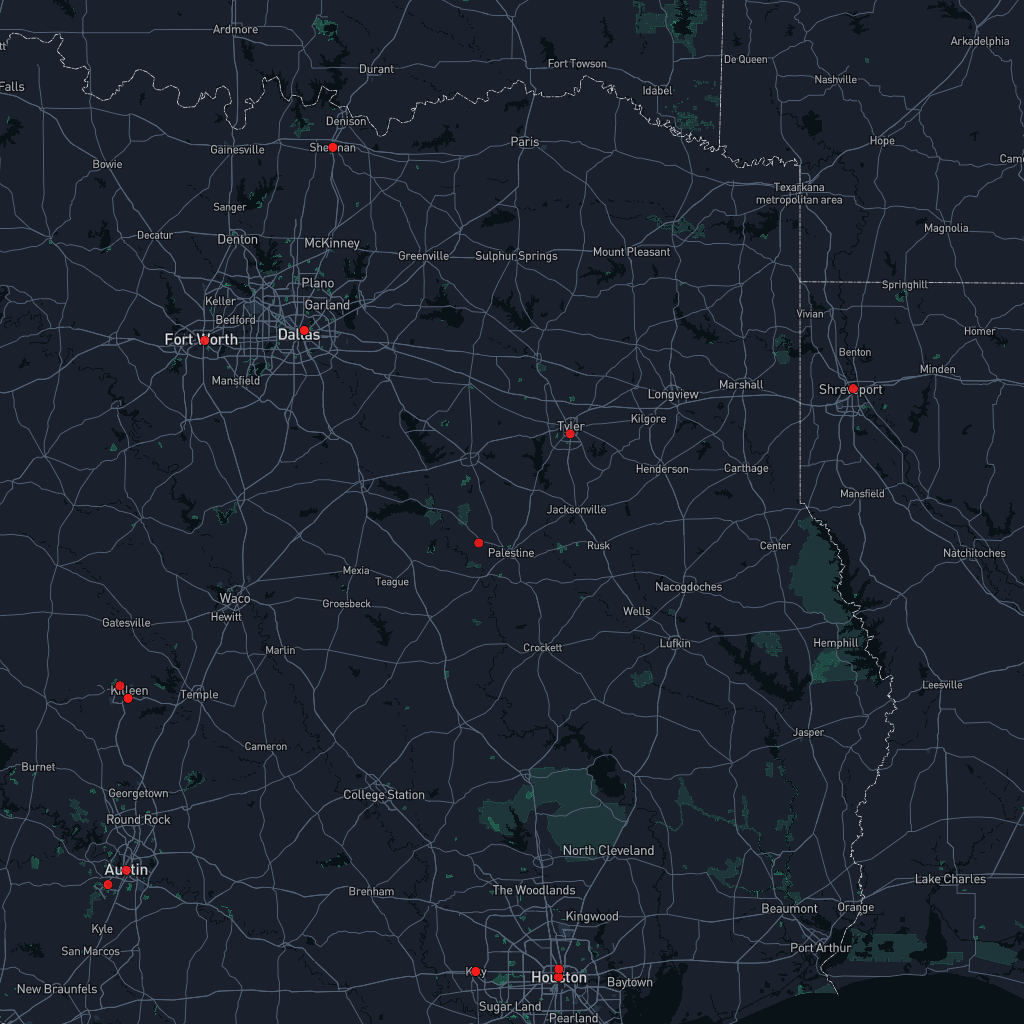 Ardmore
Arkadelphia
tt
De Queen
Fort Towson
Durant
Nashville
Falls
Idabel
Denison
Hope
Paris
Sherman
Gainesville
Bowie
Texarkana
metropolitan area
Sanger
Magnolia
Decatur
Denton
McKinney
Mount Pleasant
Greenville
Sulphur Springs
Plano
Springhill
Keller
Garland
Vivian
Bedford
Homer
Dallas
Fort Worth
Benton
Minden
Mansfield
Marshall
Shreveport
Longview
Kilgore
Tyler
Henderson
Carthage
Mansfield
Jacksonville
Rusk
Center
Palestine
Natchitoches
Mexia
Teague
Nacogdoches
Waco
Groesbeck
Wells
Hewitt
Gatesville
Lufkin
Hemphill
Crockett
Marlin
Leesville
Killeen
Temple
Jasper
Cameron
Burnet
Georgetown
College Station
Round Rock
North Cleveland
Austin
Lake Charles
The Woodlands
Brenham
Beaumont
Orange
Kingwood
Kyle
Port Arthur
San Marcos
Katy
Houston
Baytown
New Braunfels
Sugar Land
Pearland